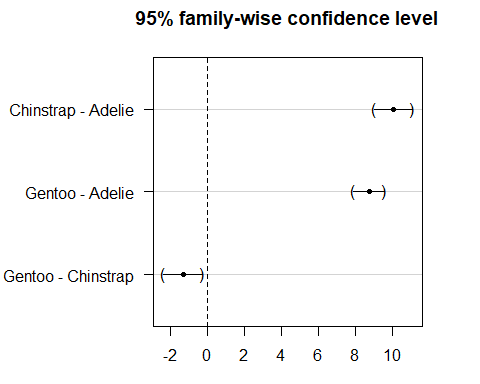 95% family-wise confidence level
Chinstrap - Adelie
Gentoo - Adelie
Gentoo - Chinstrap
-2 0 2 4 6 8 10